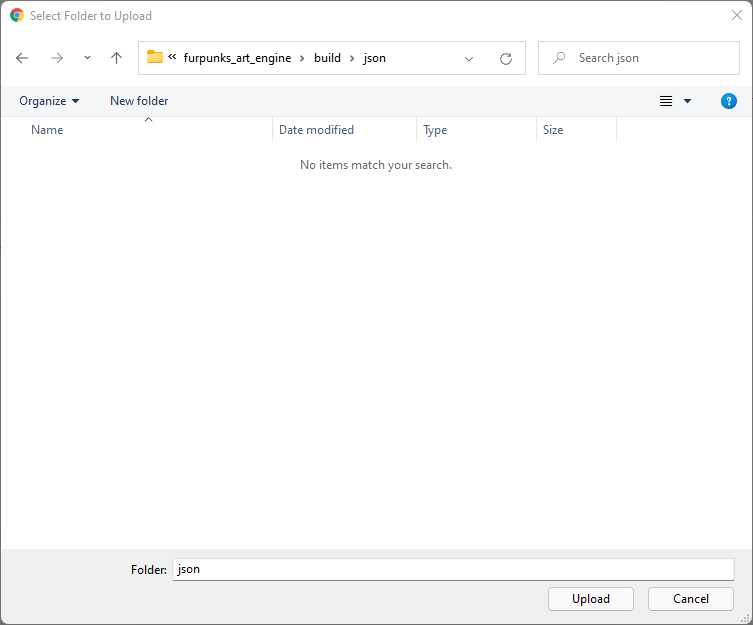 Select Folder to Upload
« furpunks_art_engine › build › json
Search json
Organize
New folder
?
Name
Date modified
Type
Size
No items match your search.
Folder: json
Upload
Cancel